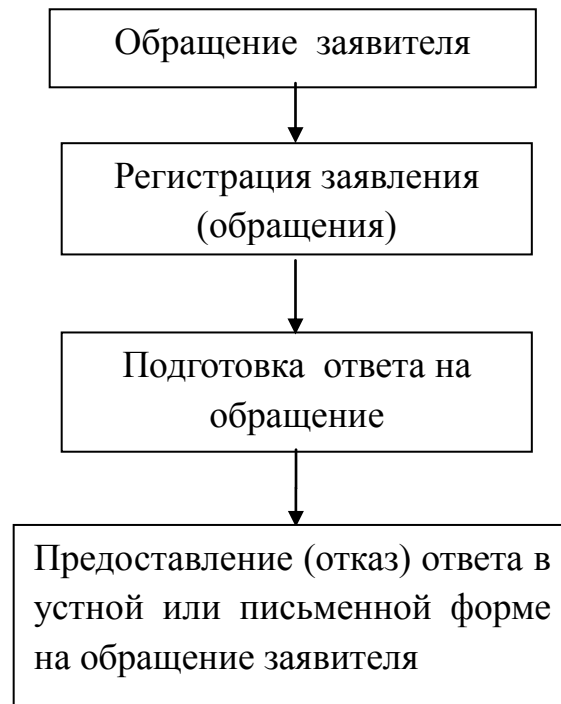 Обращение заявителя
Регистрация заявления
(обращения)
Подготовка ответа на
обращение
Предоставление (отказ) ответа в
устной или письменной форме
на обращение заявителя